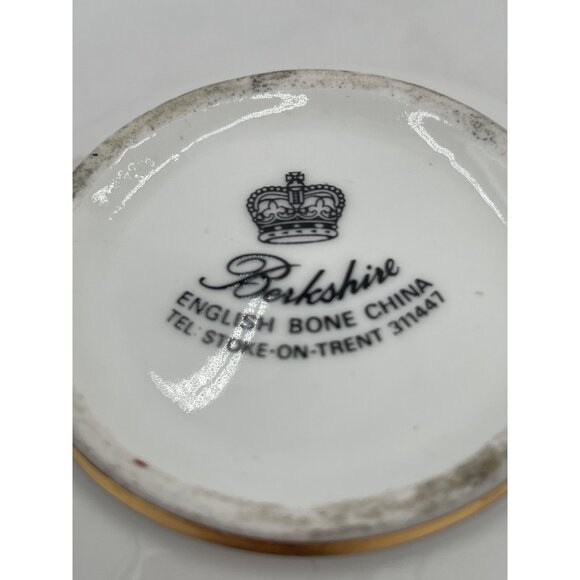 Berkshire
ENGLISH BONE CHINA
TEL: STOKE-ON-TRENT 311447